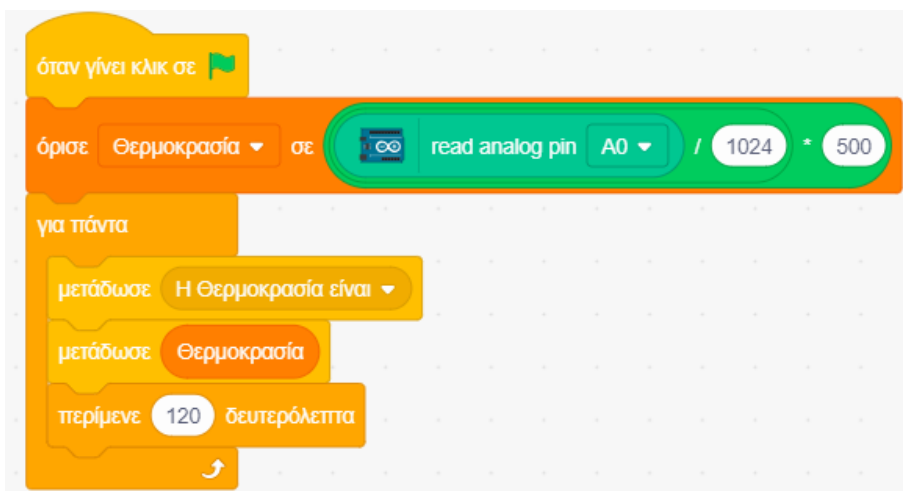 όταν γίνει κλικ σε
όρισε Θερμοκρασία σε read analog pin A0 / 1024 * 500
για πάντα
μετάδωσε Η Θερμοκρασία είναι
μετάδωσε Θερμοκρασία
περίμενε 120 δευτερόλεπτα